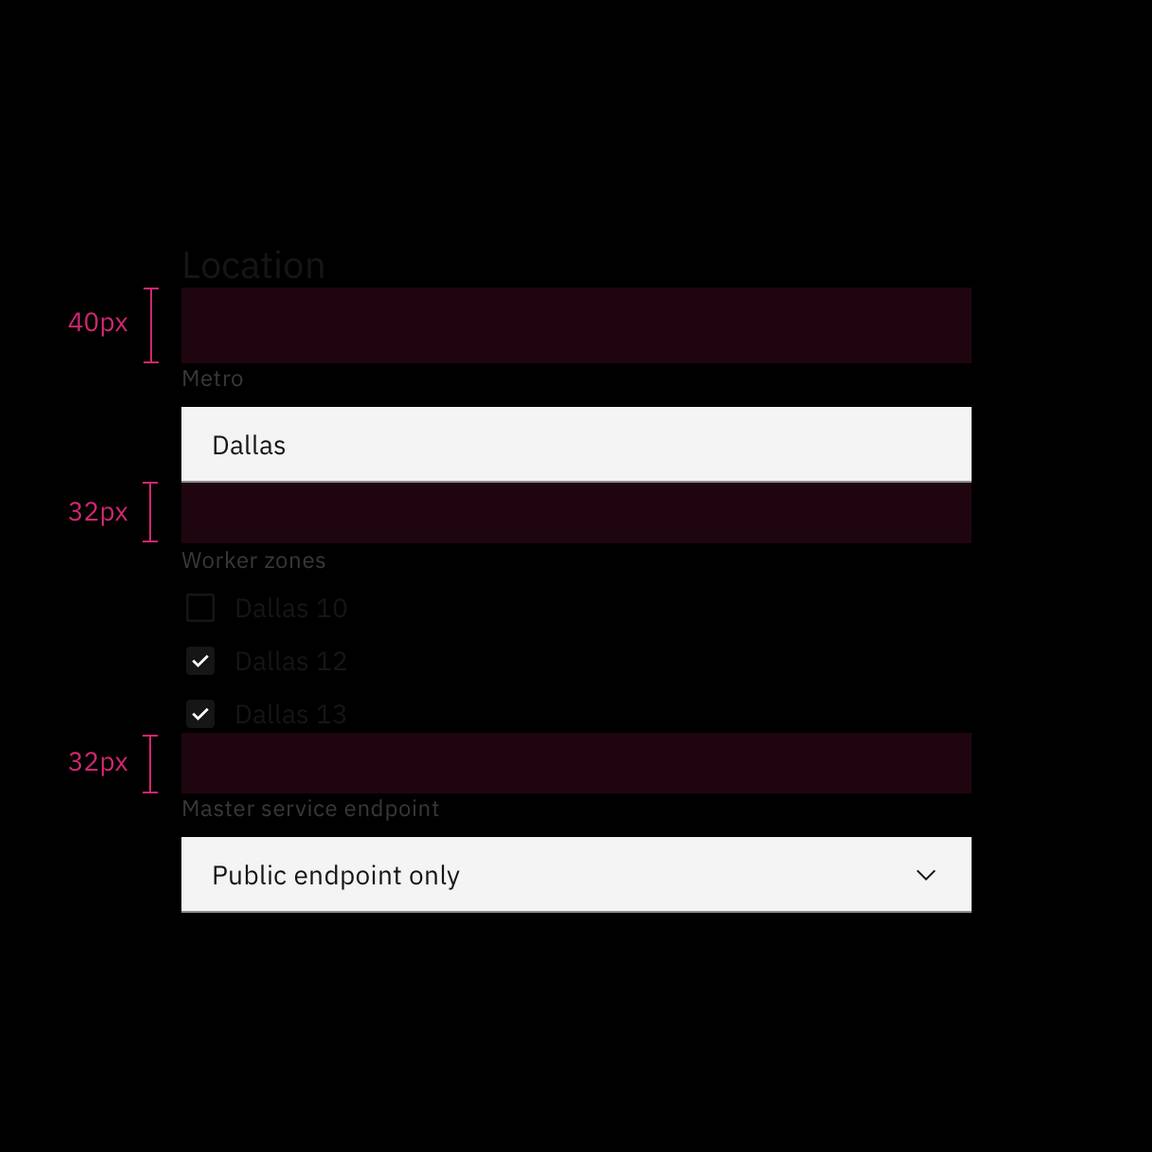 Location
40px
Metro
Dallas
32px
Worker zones
Dallas 10
Dallas 12
Dallas 13
32px
Master service endpoint
Public endpoint only